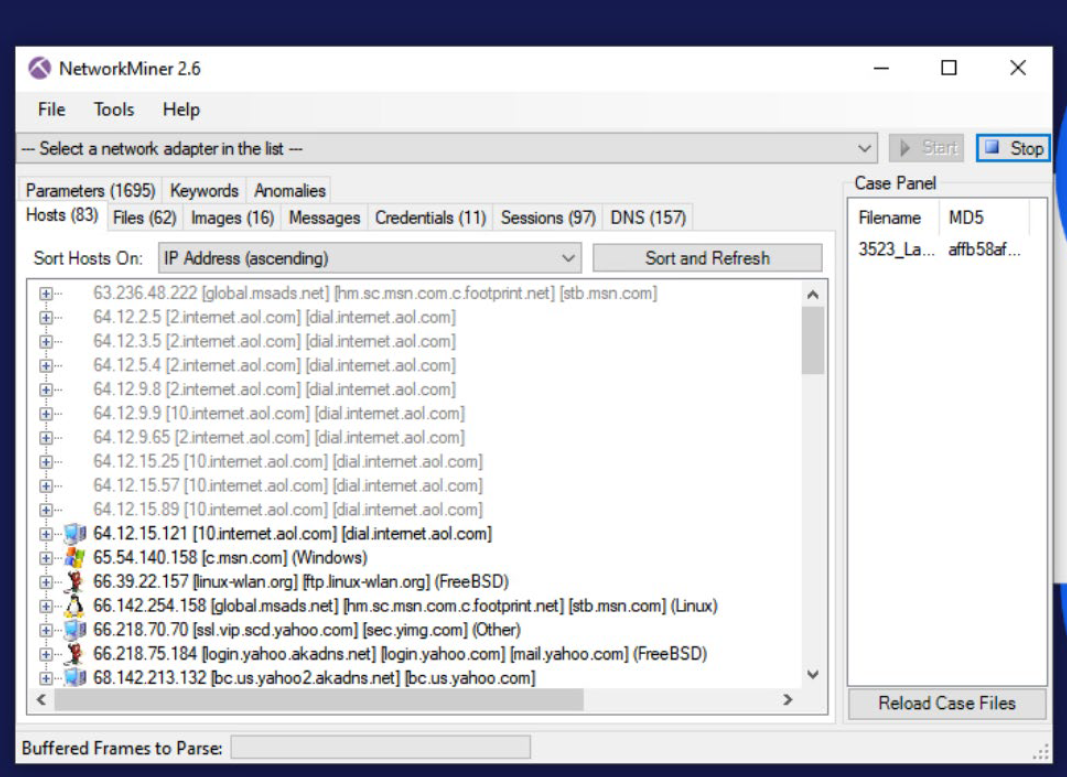 NetworkMiner 2.6
File Tools Help
--- Select a network adapter in the list ---
Start Stop
Parameters (1695) Keywords Anomalies
Hosts (83) Files (62) Images (16) Messages Credentials (11) Sessions (97) DNS (157)
Sort Hosts On: IP Address (ascending) Sort and Refresh
63.236.48.222 [global.msads.net] [hm.sc.msn.com.c.footprint.net] [stb.msn.com]
64.12.2.5 [2.internet.aol.com] [dial.internet.aol.com]
64.12.3.5 [2.internet.aol.com] [dial.internet.aol.com]
64.12.5.4 [2.internet.aol.com] [dial.internet.aol.com]
64.12.9.8 [2.internet.aol.com] [dial.internet.aol.com]
64.12.9.9 [10.internet.aol.com] [dial.internet.aol.com]
64.12.9.65 [2.internet.aol.com] [dial.internet.aol.com]
64.12.15.25 [10.internet.aol.com] [dial.internet.aol.com]
64.12.15.57 [10.internet.aol.com] [dial.internet.aol.com]
64.12.15.89 [10.internet.aol.com] [dial.internet.aol.com]
64.12.15.121 [10.internet.aol.com] [dial.internet.aol.com]
65.54.140.158 [c.msn.com] (Windows)
66.39.22.157 [linux-wlan.org] [ftp.linux-wlan.org] (FreeBSD)
66.142.254.158 [global.msads.net] [hm.sc.msn.com.c.footprint.net] [stb.msn.com] (Linux)
66.218.70.70 [ssl.vip.scd.yahoo.com] [sec.yimg.com] (Other)
66.218.75.184 [login.yahoo.akadns.net] [login.yahoo.com] [mail.yahoo.com] (FreeBSD)
68.142.213.132 [bc.us.yahoo2.akadns.net] [bc.us.yahoo.com]
Case Panel
Filename MD5
3523_La... affb58af...
Reload Case Files
Buffered Frames to Parse: